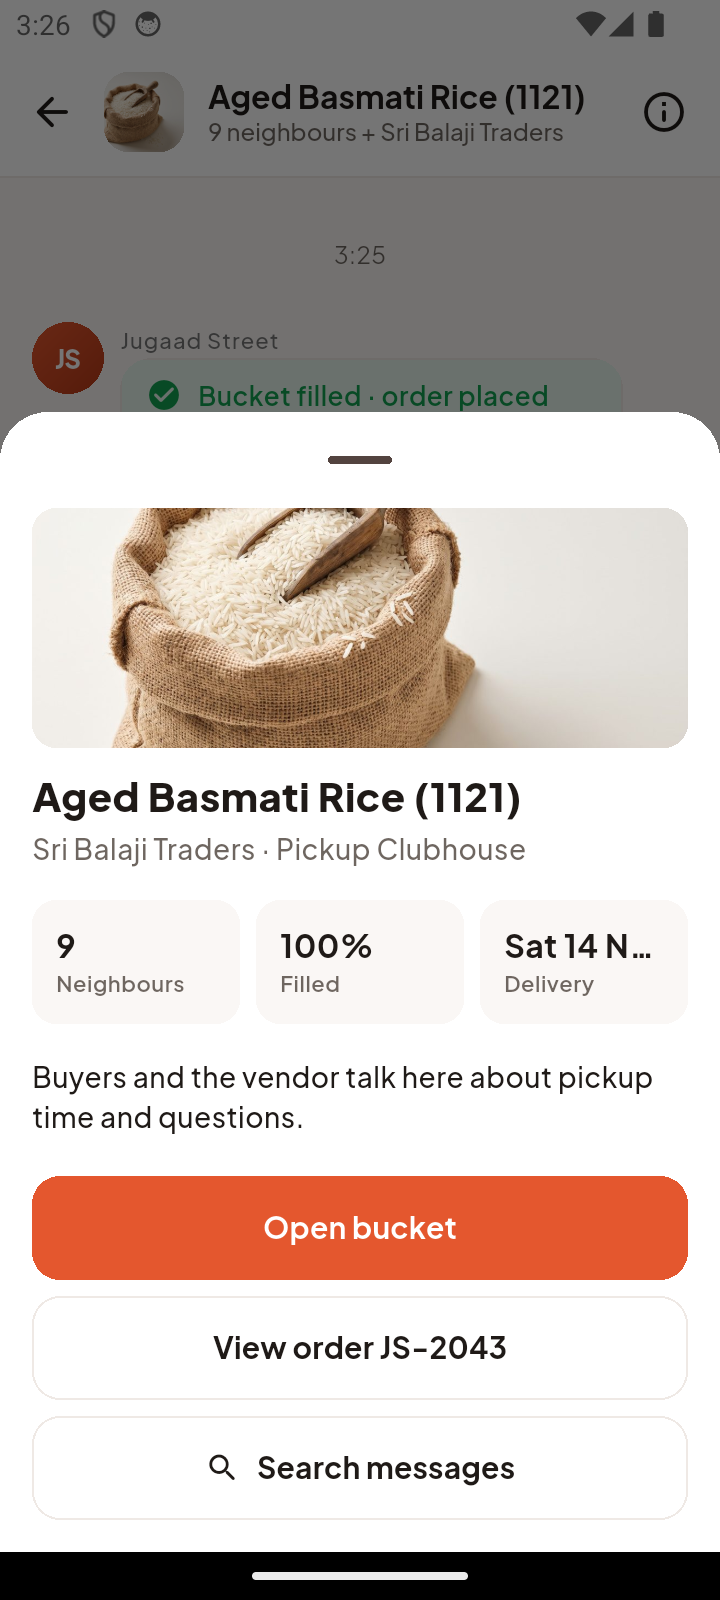 3:26
Aged Basmati Rice (1121)
9 neighbours + Sri Balaji Traders
3:25
JS
Jugaad Street
Bucket filled · order placed
Aged Basmati Rice (1121)
Sri Balaji Traders · Pickup Clubhouse
9
Neighbours
100%
Filled
Sat 14 N...
Delivery
Buyers and the vendor talk here about pickup
time and questions.
Open bucket
View order JS-2043
Search messages